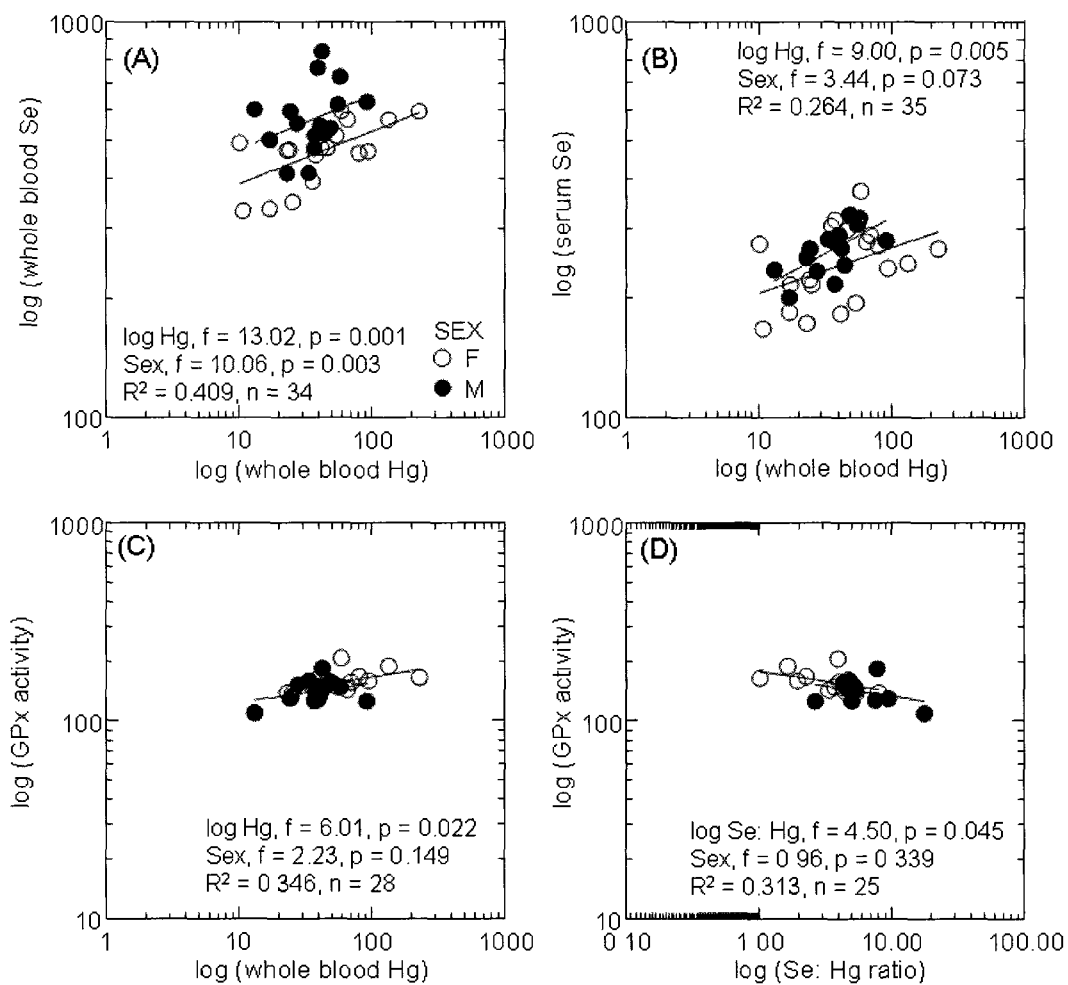 (A)
1000
100
log (whole blood Se)
log Hg, f = 13.02, p = 0.001
Sex, f = 10.06, p = 0.003
R² = 0.409, n = 34
SEX
F
M
1 10 100 1000
log (whole blood Hg)
(B)
1000
100
log (serum Se)
log Hg, f = 9.00, p = 0.005
Sex, f = 3.44, p = 0.073
R² = 0.264, n = 35
1 10 100 1000
log (whole blood Hg)
(C)
1000
100
10
log (GPx activity)
log Hg, f = 6.01, p = 0.022
Sex, f = 2.23, p = 0.149
R² = 0 346, n = 28
1 10 100 1000
log (whole blood Hg)
(D)
1000
100
10
log (GPx activity)
log Se: Hg, f = 4.50, p = 0.045
Sex, f = 0 96, p = 0 339
R² = 0.313, n = 25
0 10 1 00 10.00 100.00
log (Se: Hg ratio)